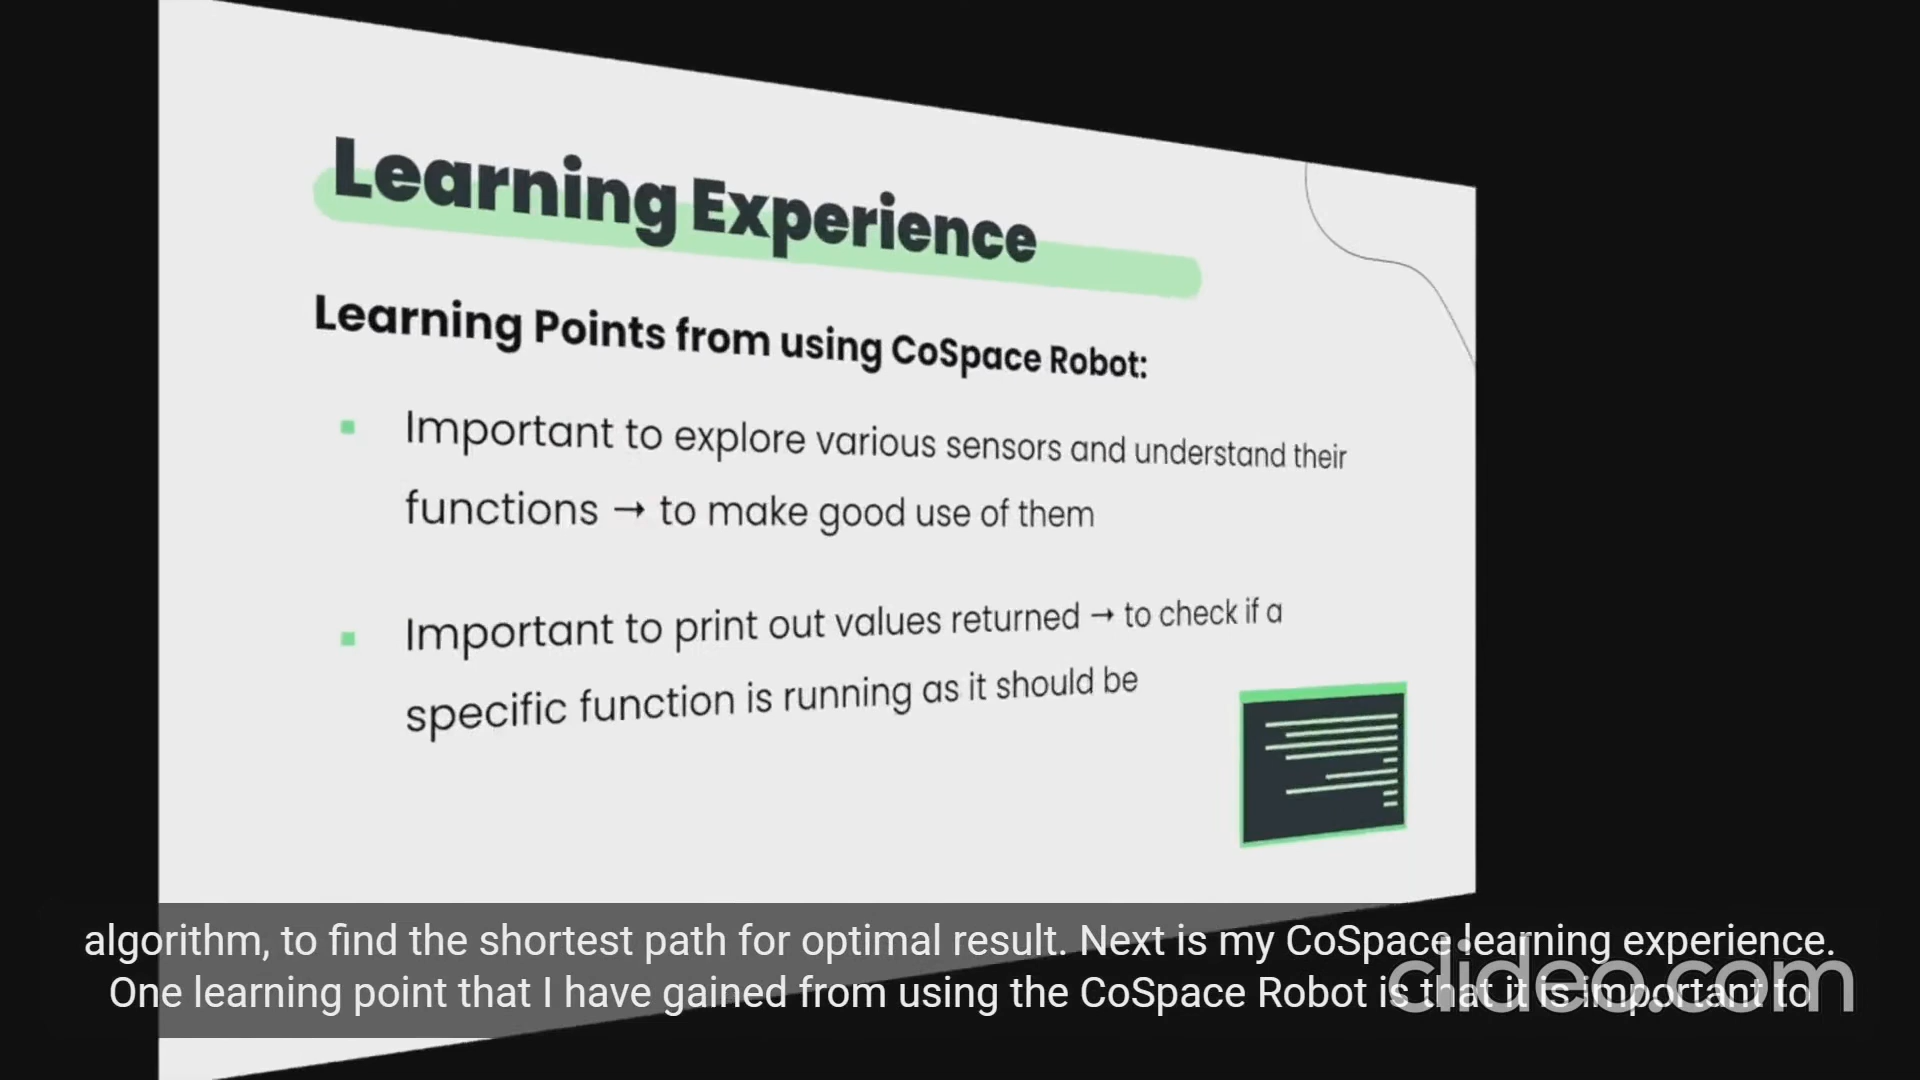 Learning Experience
Learning Points from using CoSpace Robot:
Important to explore various sensors and understand their
functions → to make good use of them
Important to print out values returned → to check if a
specific function is running as it should be
algorithm, to find the shortest path for optimal result. Next is my CoSpace learning experience.
One learning point that I have gained from using the CoSpace Robot is that it is important to
clideo.com